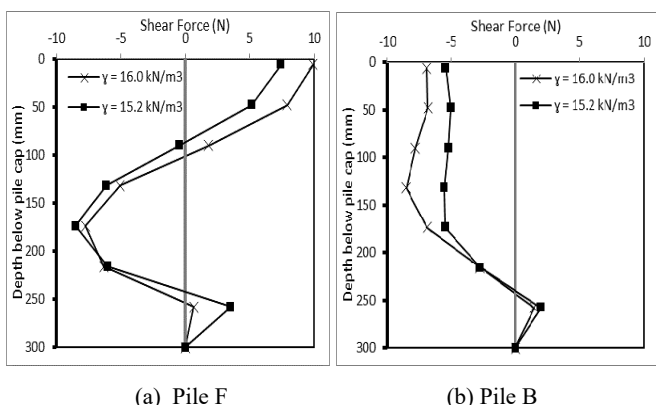 Shear Force (N)
-10 -5 0 5 10
0
50
100
150
200
250
300
Depth below pile cap (mm)
γ = 16.0 kN/m3
γ = 15.2 kN/m3
(a) Pile F
Shear Force (N)
-10 -5 0 5 10
0
50
100
150
200
250
300
Depth below pile cap (mm)
γ = 16.0 kN/m3
γ = 15.2 kN/m3
(b) Pile B